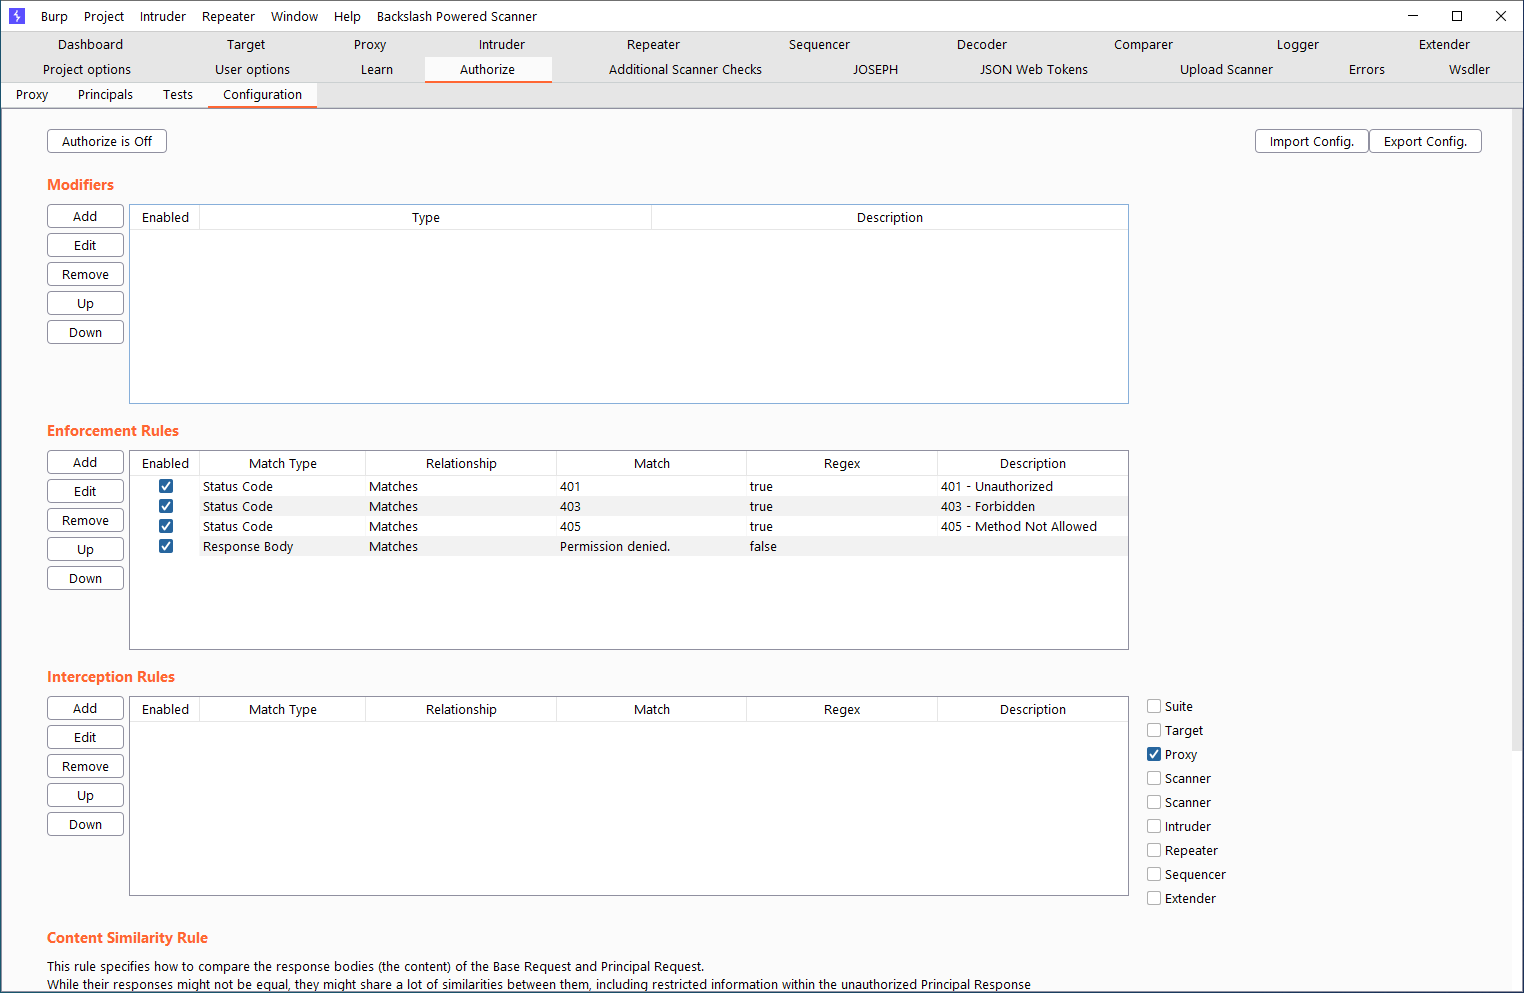 Burp Project Intruder Repeater Window Help Backslash Powered Scanner
Dashboard Target Proxy Intruder Repeater Sequencer Decoder Comparer Logger Extender
Project options User options Learn Authorize Additional Scanner Checks JOSEPH JSON Web Tokens Upload Scanner Errors Wsdler
Proxy Principals Tests Configuration
Authorize is Off Import Config. Export Config.
Modifiers
Add Enabled Type Description
Edit
Remove
Up
Down
Enforcement Rules
Add Enabled Match Type Relationship Match Regex Description
Edit Status Code Matches 401 true 401 - Unauthorized
Status Code Matches 403 true 403 - Forbidden
Remove Status Code Matches 405 true 405 - Method Not Allowed
Up Response Body Matches Permission denied. false
Down
Interception Rules
Add Enabled Match Type Relationship Match Regex Description Suite
Edit Target
Remove Proxy
Up Scanner
Down Scanner
Intruder
Repeater
Sequencer
Extender
Content Similarity Rule
This rule specifies how to compare the response bodies (the content) of the Base Request and Principal Request.
While their responses might not be equal, they might share a lot of similarities between them, including restricted information within the unauthorized Principal Response